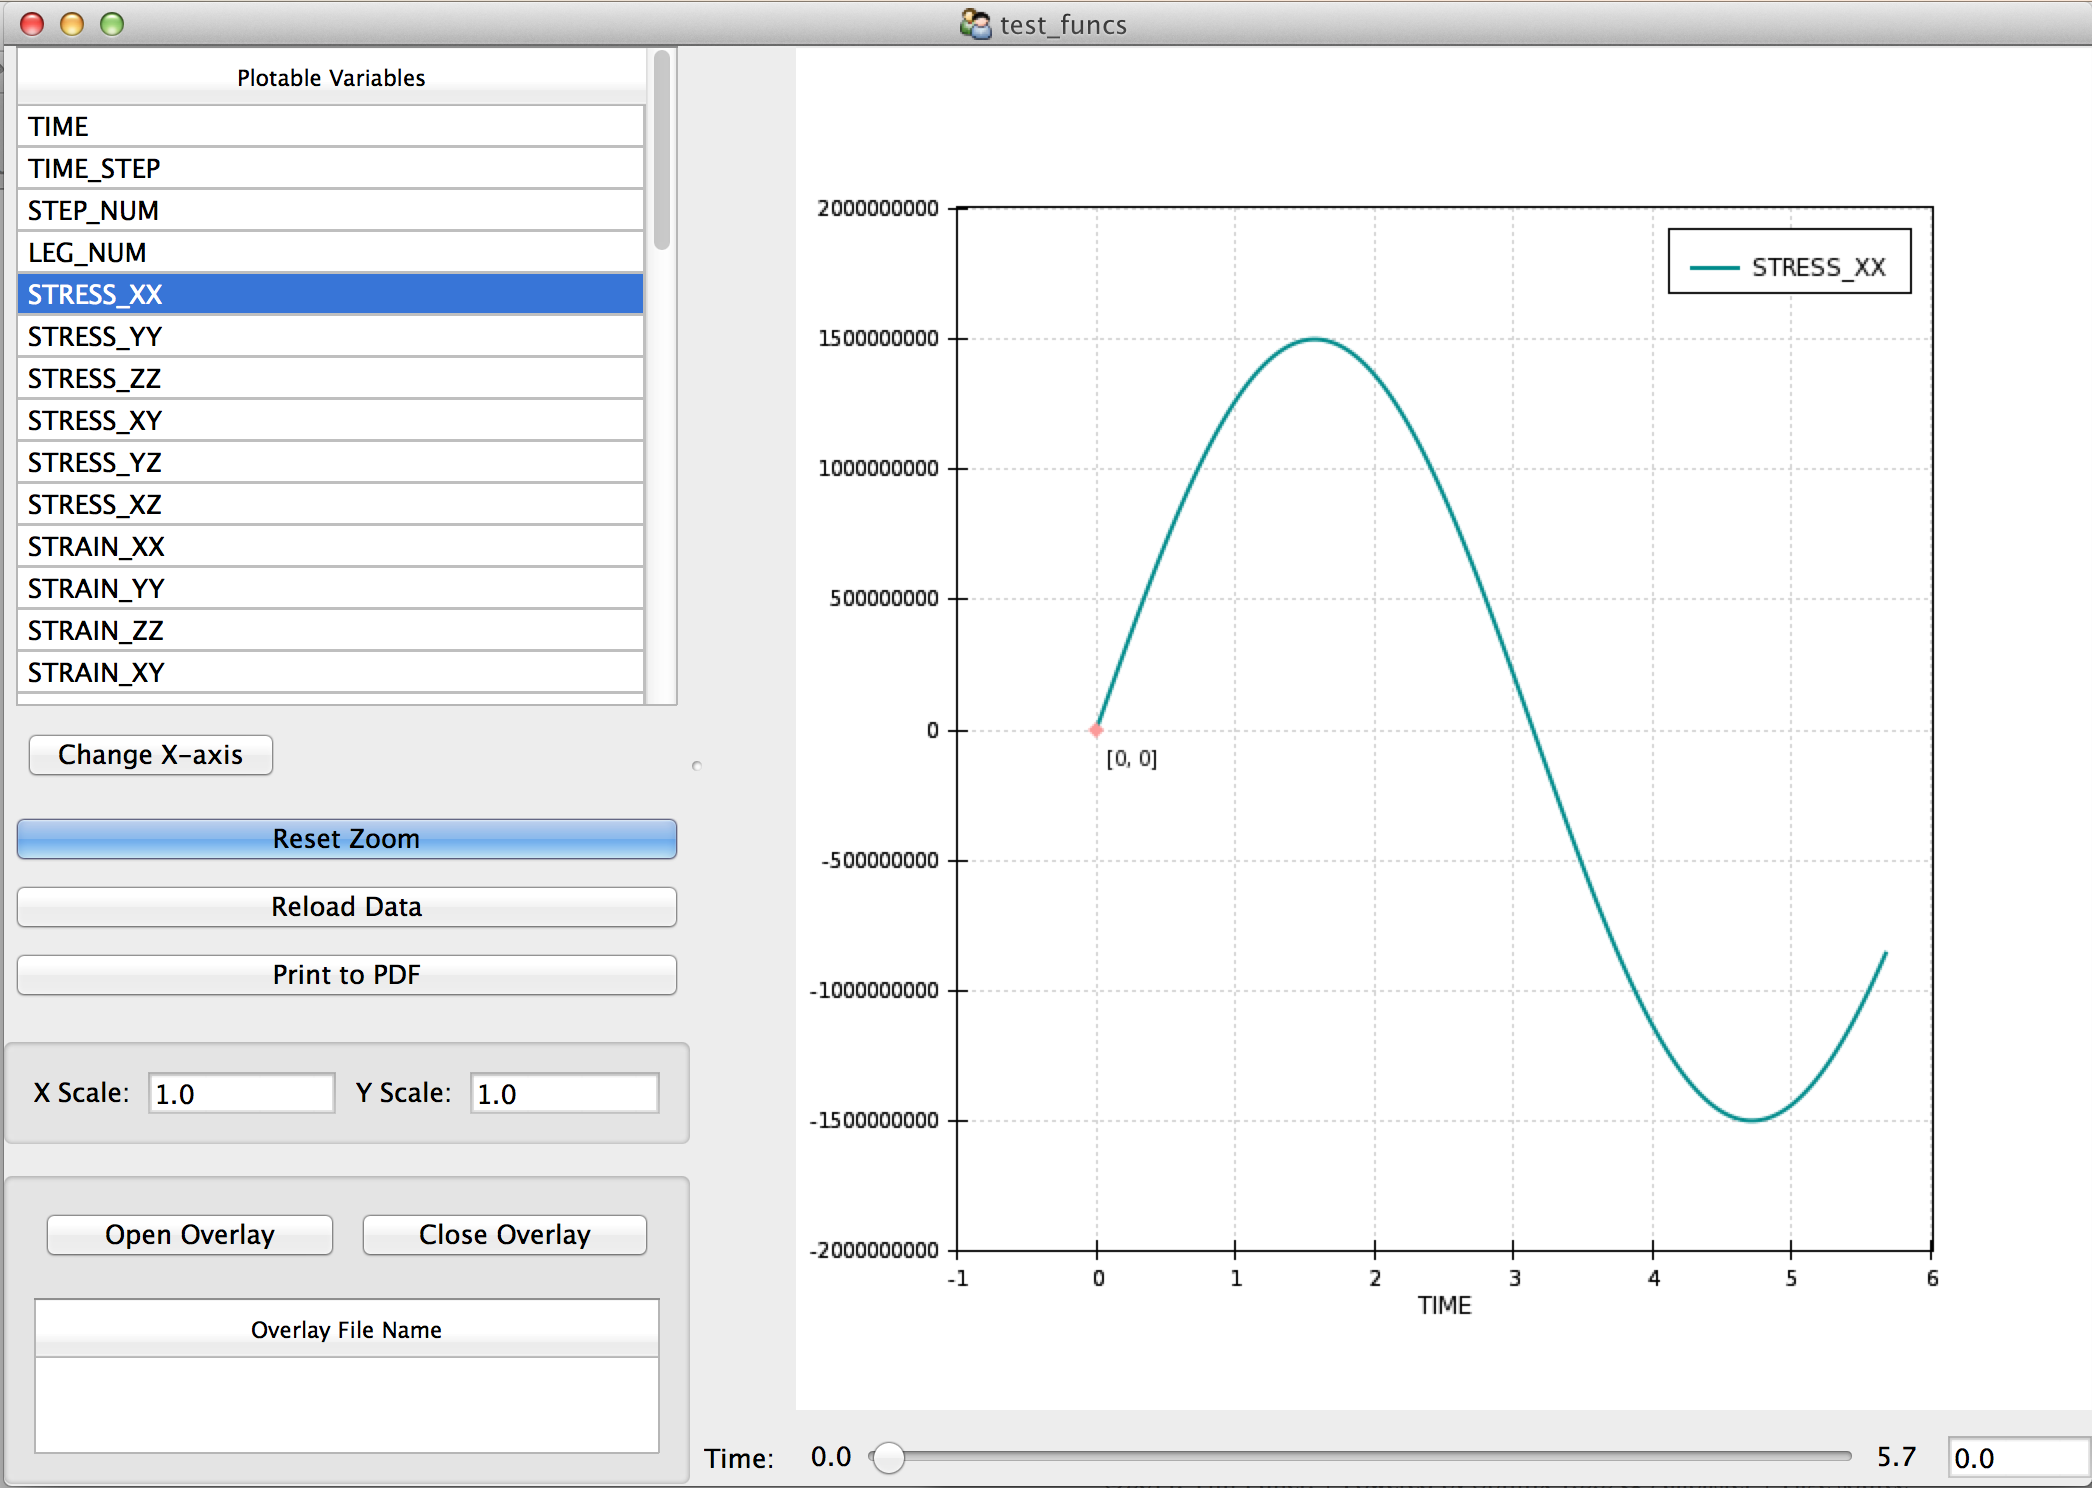 test_funcs
Plotable Variables
TIME
TIME_STEP
STEP_NUM
LEG_NUM
STRESS_XX
STRESS_YY
STRESS_ZZ
STRESS_XY
STRESS_YZ
STRESS_XZ
STRAIN_XX
STRAIN_YY
STRAIN_ZZ
STRAIN_XY
Change X-axis
Reset Zoom
Reload Data
Print to PDF
X Scale: 1.0 Y Scale: 1.0
Open Overlay Close Overlay
Overlay File Name
2000000000
1500000000
1000000000
500000000
0
-500000000
-1000000000
-1500000000
-2000000000
STRESS_XX
[0, 0]
-1 0 1 2 3 4 5 6
TIME
Time: 0.0 5.7 0.0